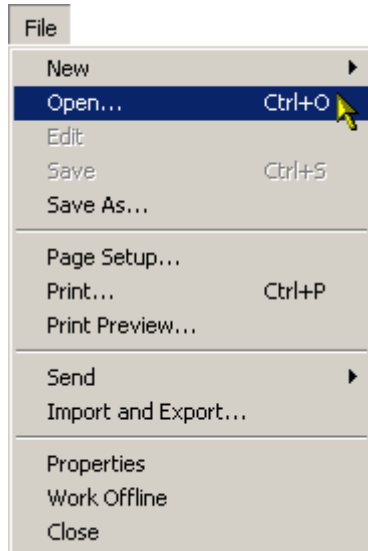 File
New
Open... Ctrl+O
Edit
Save Ctrl+S
Save As...
Page Setup...
Print... Ctrl+P
Print Preview...
Send
Import and Export...
Properties
Work Offline
Close